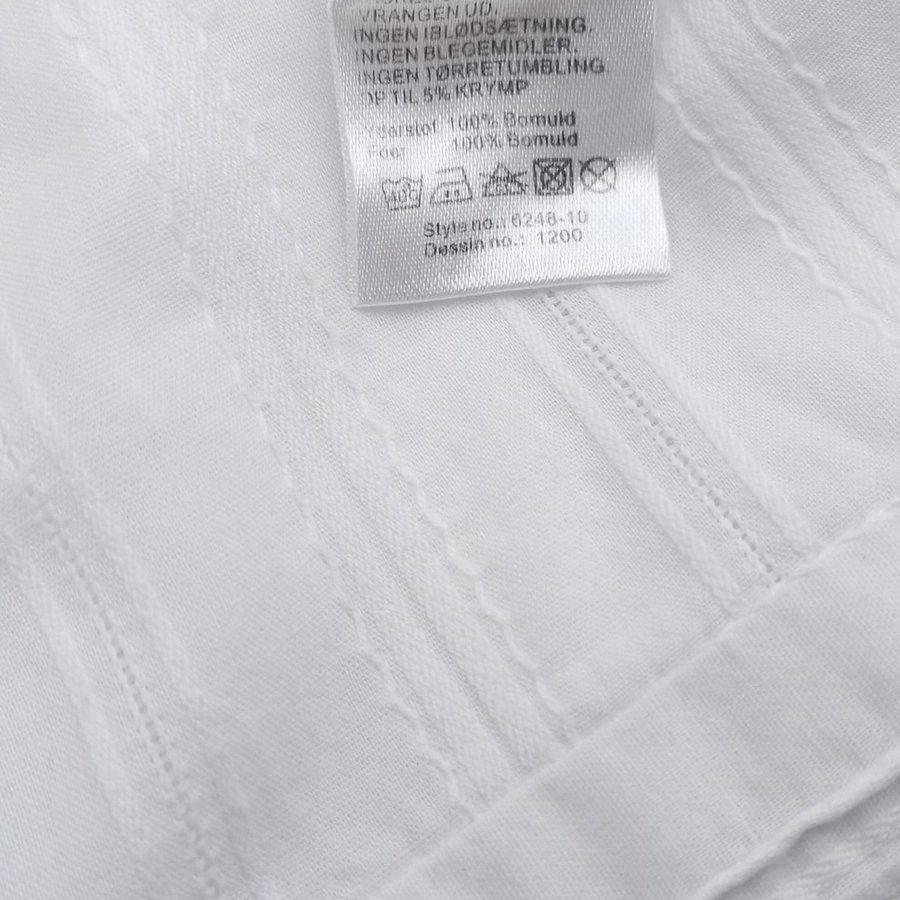 VRANGEN UD.
INGEN IBLØDSÆTNING.
INGEN BLEGEMIDLER.
INGEN TØRRETUMBLING.
OP TIL 5% KRYMP
Yderstof 100% Bomuld
Foer 100% Bomuld
40°
Style no.: 6248-10
Dessin no.: 1200